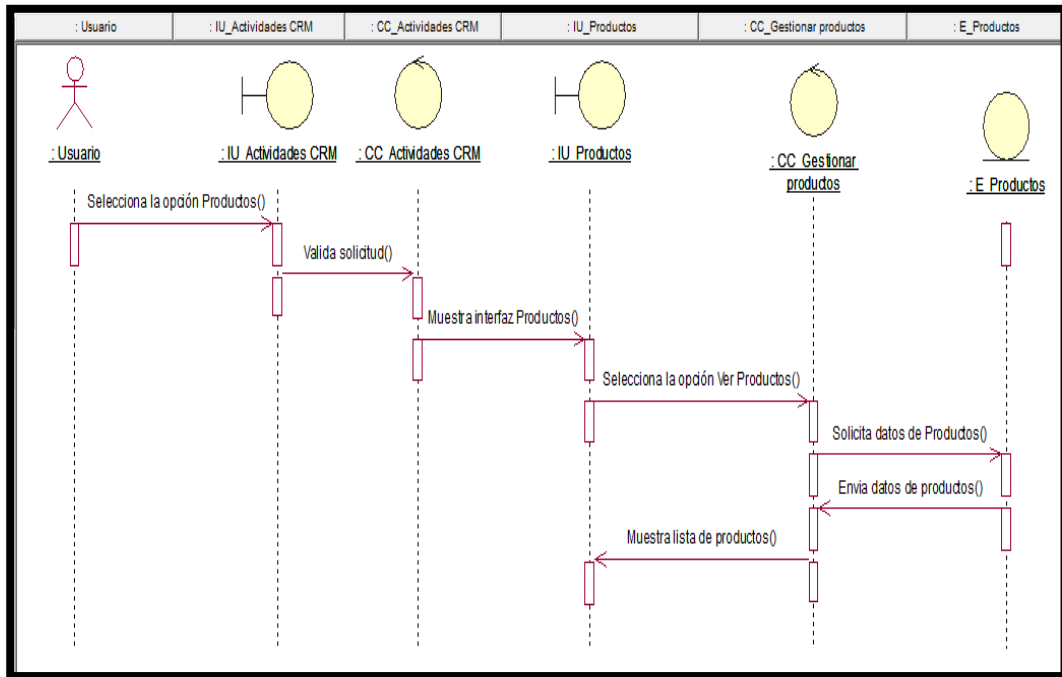 : Usuario
: IU_Actividades CRM
: CC_Actividades CRM
: IU_Productos
: CC_Gestionar productos
: E_Productos
: Usuario
: IU_Actividades CRM
: CC_Actividades CRM
: IU_Productos
: CC_Gestionar
productos
: E_Productos
Selecciona la opción Productos()
Valida solicitud()
Muestra interfaz Productos()
Selecciona la opción Ver Productos()
Solicita datos de Productos()
Envia datos de productos()
Muestra lista de productos()